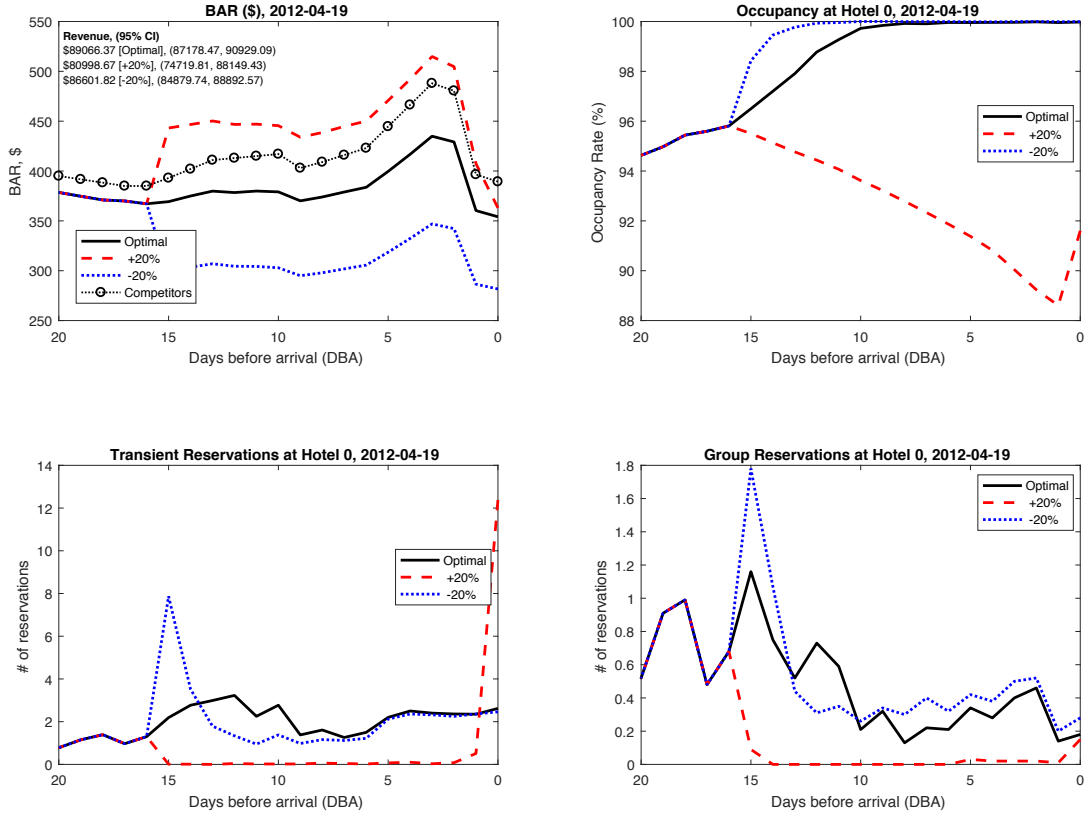 BAR ($), 2012-04-19
Revenue, (95% CI)
$89066.37 [Optimal], (87178.47, 90929.09)
$80998.67 [+20%], (74719.81, 88149.43)
$86601.82 [-20%], (84879.74, 88892.57)
550
500
450
400
350
300
250
BAR, $
Optimal
+20%
-20%
Competitors
20
15
10
5
0
Days before arrival (DBA)
Occupancy at Hotel 0, 2012-04-19
100
98
96
94
92
90
88
Occupancy Rate (%)
Optimal
+20%
-20%
20
15
10
5
0
Days before arrival (DBA)
Transient Reservations at Hotel 0, 2012-04-19
14
12
10
8
6
4
2
0
# of reservations
Optimal
+20%
-20%
20
15
10
5
0
Days before arrival (DBA)
Group Reservations at Hotel 0, 2012-04-19
1.8
1.6
1.4
1.2
1
0.8
0.6
0.4
0.2
0
# of reservations
Optimal
+20%
-20%
20
15
10
5
0
Days before arrival (DBA)